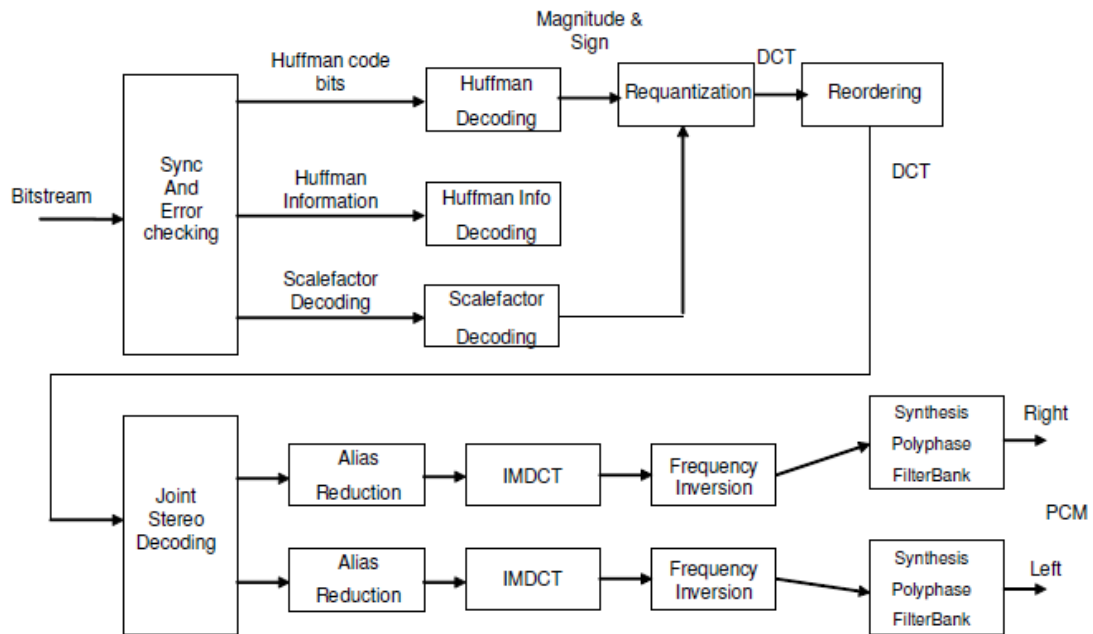 Magnitude &
Sign
Huffman code
bits
DCT
Huffman
Decoding
Requantization
Reordering
Sync
And
Error
checking
Bitstream
Huffman
Information
Huffman Info
Decoding
DCT
Scalefactor
Decoding
Scalefactor
Decoding
Joint
Stereo
Decoding
Alias
Reduction
IMDCT
Frequency
Inversion
Synthesis
Polyphase
FilterBank
Right
PCM
Alias
Reduction
IMDCT
Frequency
Inversion
Synthesis
Polyphase
FilterBank
Left